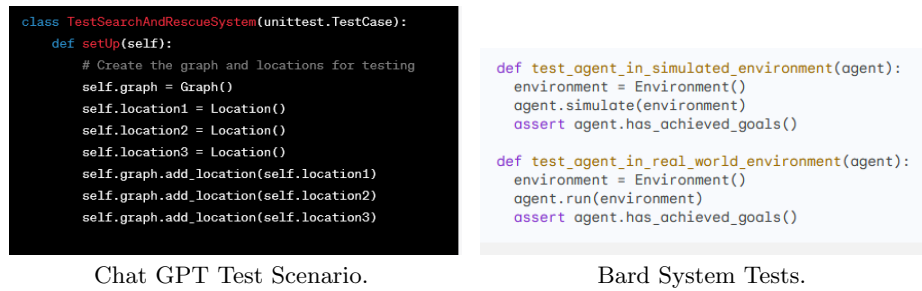 class TestSearchAndRescueSystem(unittest.TestCase):
    def setUp(self):
        # Create the graph and locations for testing
        self.graph = Graph()
        self.location1 = Location()
        self.location2 = Location()
        self.location3 = Location()
        self.graph.add_location(self.location1)
        self.graph.add_location(self.location2)
        self.graph.add_location(self.location3)
Chat GPT Test Scenario.
def test_agent_in_simulated_environment(agent):
  environment = Environment()
  agent.simulate(environment)
  assert agent.has_achieved_goals()
def test_agent_in_real_world_environment(agent):
  environment = Environment()
  agent.run(environment)
  assert agent.has_achieved_goals()
Bard System Tests.